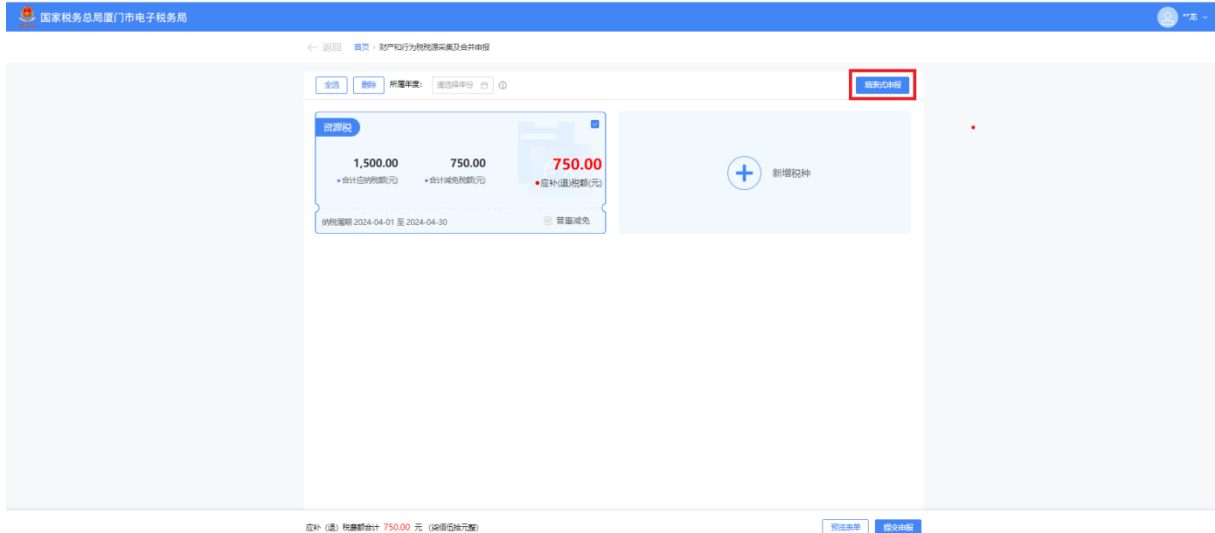 国家税务总局厦门市电子税务局
**龙
返回 首页 › 财产和行为税税源采集及合并申报
全选 删除 所属年度: 请选择年份 填表式申报
资源税
1,500.00 750.00 750.00
合计应纳税额(元) 合计减免税额(元) 应补(退)税额(元)
新增税种
纳税属期 2024-04-01 至 2024-04-30 普惠减免
应补(退)税费额合计 750.00 元 (柒佰伍拾元整) 预览表单 提交申报